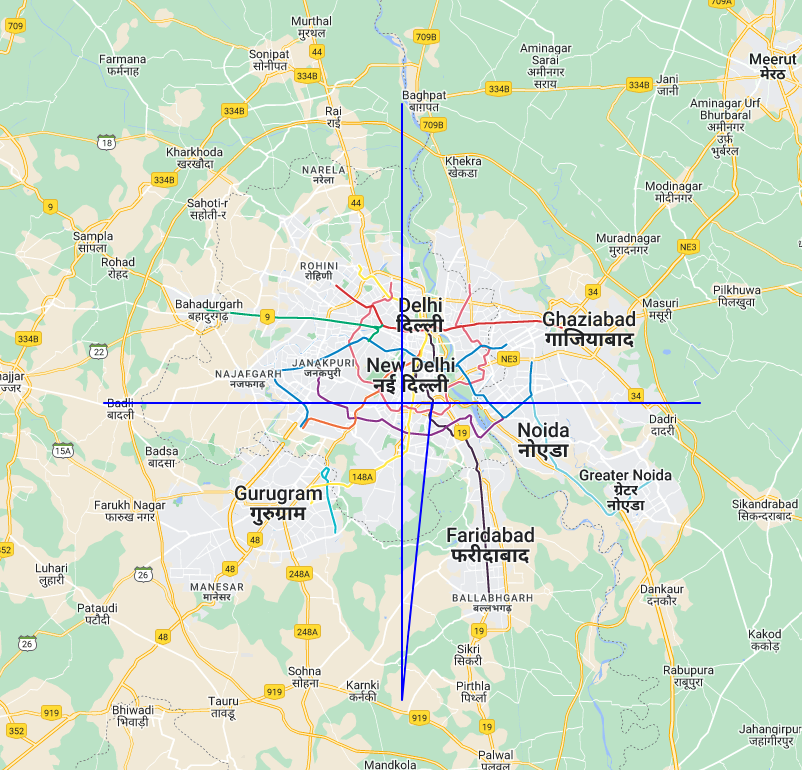 709
Murthal
मुरथल
44
709B
709A
Farmana
फर्मनाह
Sonipat
सोनीपत
334B
Aminagar
Sarai
अमीनगर
सराय
Meerut
मेरठ
334B
Jani
जानी
334B
Baghpat
बाग़पत
334B
Rai
राई
709B
Aminagar Urf
Bhurbaral
अमीनगर
उर्फ़
भुर्बरल
18
Kharkhoda
खरखौदा
334B
Khekra
खेकडा
NARELA
नरेला
Modinagar
मोदीनगर
9
Sahoti-r
सहोती-र
44
Sampla
सांपला
Muradnagar
मुरादनगर
NE3
Rohad
रोहद
ROHINI
रोहिणी
34
Pilkhuwa
पिलखुवा
Bahadurgarh
बहादुरगढ़
9
Delhi
दिल्ली
Ghaziabad
गाजियाबाद
Masuri
मसूरी
334B
22
NAJAFGARH
नजफगढ़
JANAKPURI
जनकपुरी
New Delhi
नई दिल्ली
NE3
hajjar
ज्जर
34
Badli
बादली
Dadri
दादरी
19
Noida
नोएडा
15A
Badsa
बादसा
148A
Greater Noida
ग्रेटर
नोएडा
Gurugram
गुरुग्राम
Farukh Nagar
फारुख नगर
Sikandrabad
सिकन्दराबाद
48
Faridabad
फरीदाबाद
352
Luhari
लुहारी
26
48
248A
MANESAR
मानेसर
BALLABHGARH
बल्लभगढ़
Dankaur
दनकौर
Pataudi
पटौदी
48
248A
19
Kakod
ककोड़
26
Sikri
सिकरी
Sohna
सोहना
Rabupura
राबूपुरा
Karnki
कर्नकी
Pirthla
पिर्थ्ला
Tauru
तावडू
919
919
Bhiwadi
भिवाड़ी
919
19
352
Jahangirpur
जहांगीरपुर
Palwal
पलवल
Mandkola